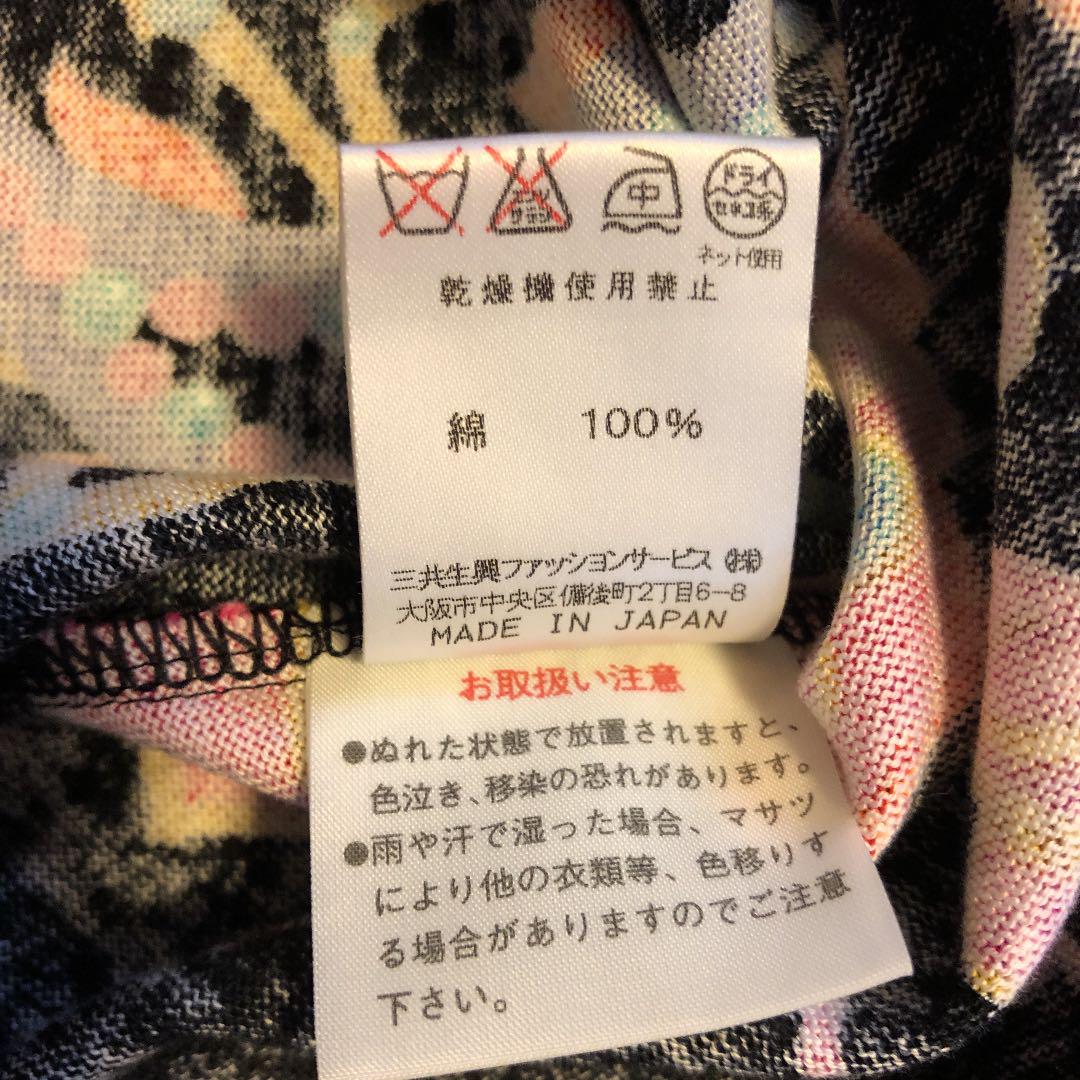 エンソ
サラシ
中
ドライ
セキユ系
ネット使用
乾燥機使用禁止
綿 100%
三共生興ファッションサービス ㈱
大阪市中央区備後町2丁目6-8
MADE IN JAPAN
お取扱い注意
●ぬれた状態で放置されますと、
色泣き、移染の恐れがあります。
●雨や汗で湿った場合、マサツ
により他の衣類等、色移りす
る場合がありますのでご注意
下さい。